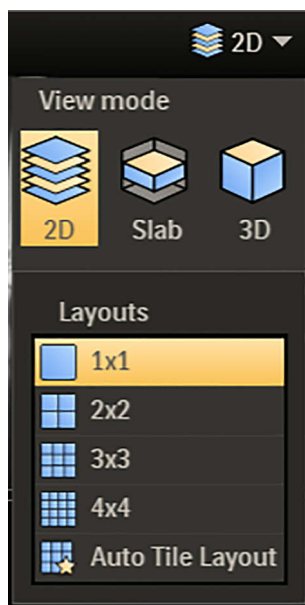 2D
View mode
2D Slab 3D
Layouts
1x1
2x2
3x3
4x4
Auto Tile Layout